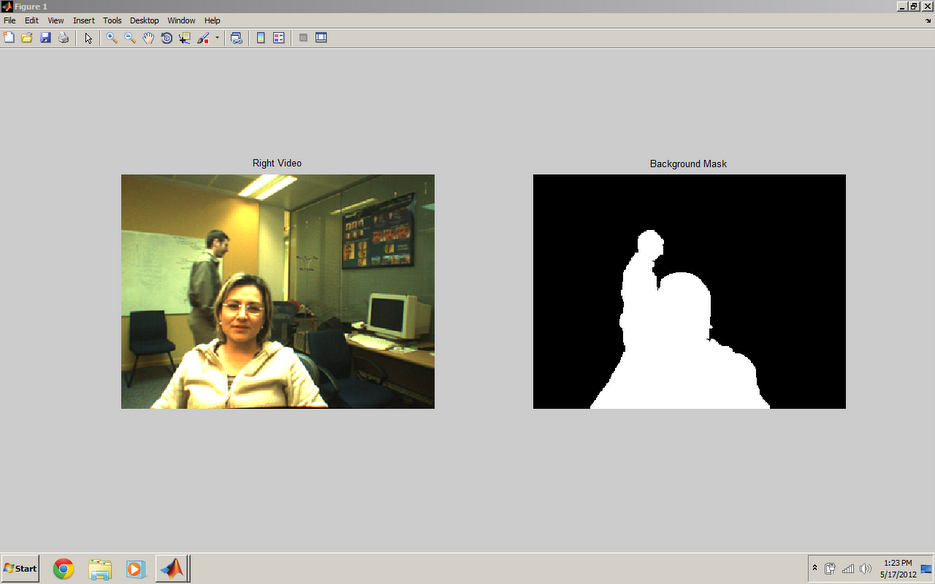 Figure 1
File Edit View Insert Tools Desktop Window Help
Right Video
Background Mask
Start
1:23 PM
5/17/2012